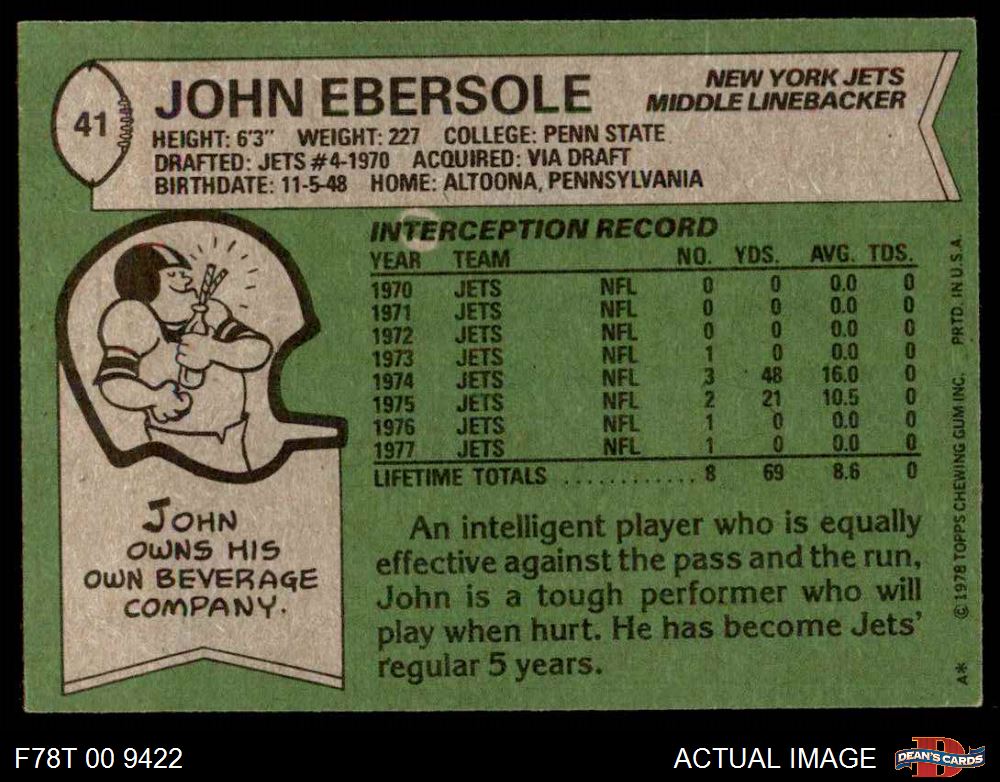 41
JOHN EBERSOLE
NEW YORK JETS
MIDDLE LINEBACKER
HEIGHT: 6'3" WEIGHT: 227 COLLEGE: PENN STATE
DRAFTED: JETS #4-1970 ACQUIRED: VIA DRAFT
BIRTHDATE: 11-5-48 HOME: ALTOONA, PENNSYLVANIA
INTERCEPTION RECORD
YEAR TEAM NO. YDS. AVG. TDS.
1970 JETS NFL 0 0 0.0 0
1971 JETS NFL 0 0 0.0 0
1972 JETS NFL 0 0 0.0 0
1973 JETS NFL 1 0 0.0 0
1974 JETS NFL 3 48 16.0 0
1975 JETS NFL 2 21 10.5 0
1976 JETS NFL 1 0 0.0 0
1977 JETS NFL 1 0 0.0 0
LIFETIME TOTALS ............ 8 69 8.6 0
JOHN
OWNS HIS
OWN BEVERAGE
COMPANY.
An intelligent player who is equally
effective against the pass and the run,
John is a tough performer who will
play when hurt. He has become Jets'
regular 5 years.
A* © 1978 TOPPS CHEWING GUM INC. PRTD. IN U.S.A.
F78T 00 9422
ACTUAL IMAGE
D
DEAN'S CARDS